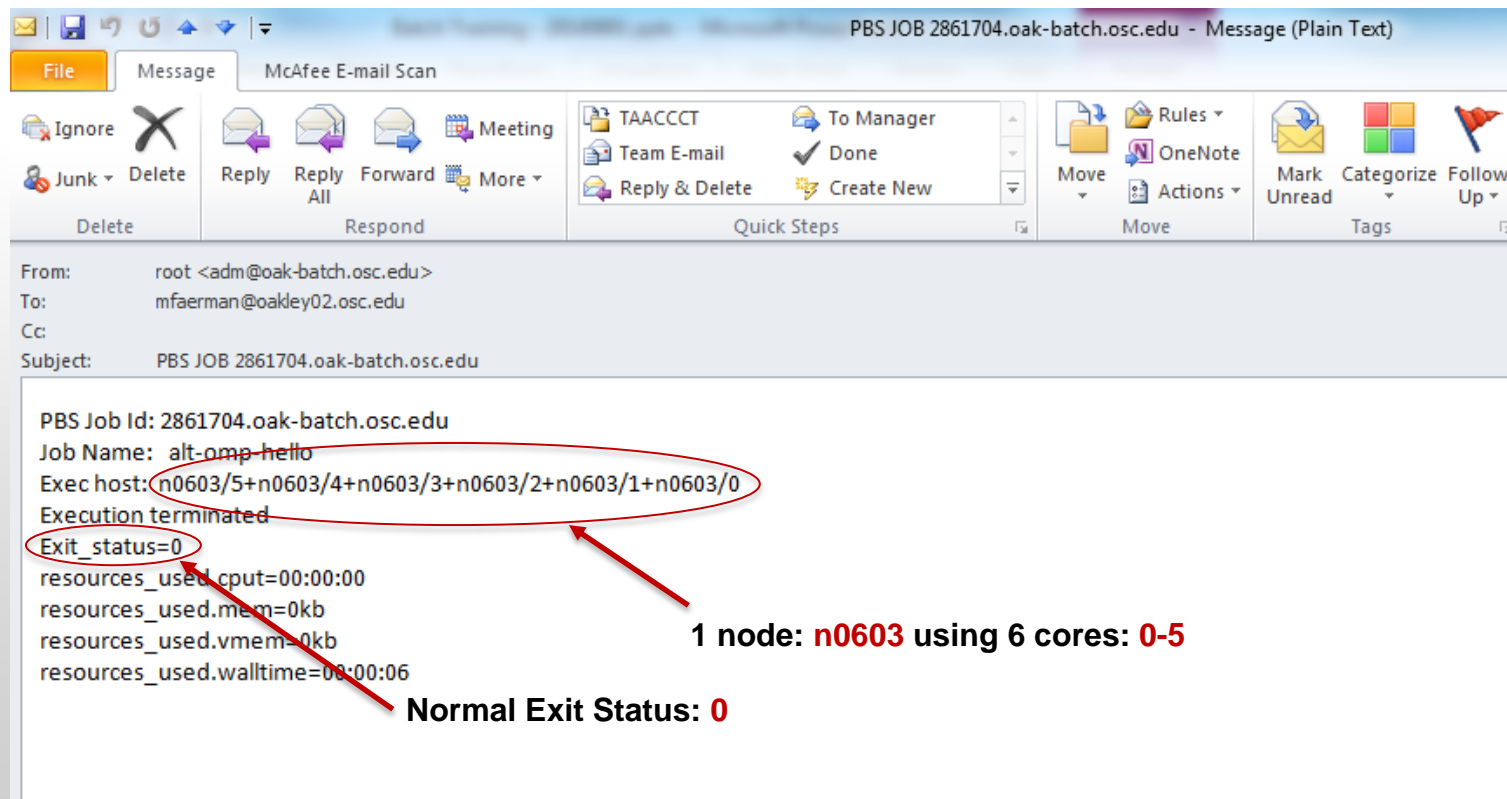 PBS JOB 2861704.oak-batch.osc.edu - Message (Plain Text)
File Message McAfee E-mail Scan
Ignore
Junk
Delete
Reply
Reply All
Forward
Meeting
More
TAACCCT
Team E-mail
Reply & Delete
To Manager
Done
Create New
Move
Rules
OneNote
Actions
Mark Unread
Categorize
Follow Up
Delete Respond Quick Steps Move Tags
From: root <adm@oak-batch.osc.edu>
To: mfaerman@oakley02.osc.edu
Cc:
Subject: PBS JOB 2861704.oak-batch.osc.edu
PBS Job Id: 2861704.oak-batch.osc.edu
Job Name: alt-omp-hello
Exec host: n0603/5+n0603/4+n0603/3+n0603/2+n0603/1+n0603/0
Execution terminated
Exit_status=0
resources_used.cput=00:00:00
resources_used.mem=0kb
resources_used.vmem=0kb
resources_used.walltime=00:00:06
1 node: n0603 using 6 cores: 0-5
Normal Exit Status: 0